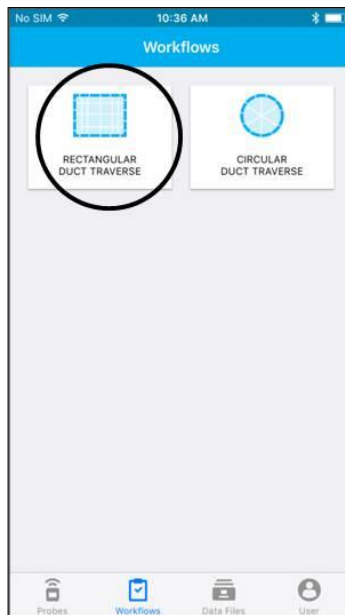 No SIM 10:36 AM
Workflows
RECTANGULAR
DUCT TRAVERSE
CIRCULAR
DUCT TRAVERSE
Probes Workflows Data Files User